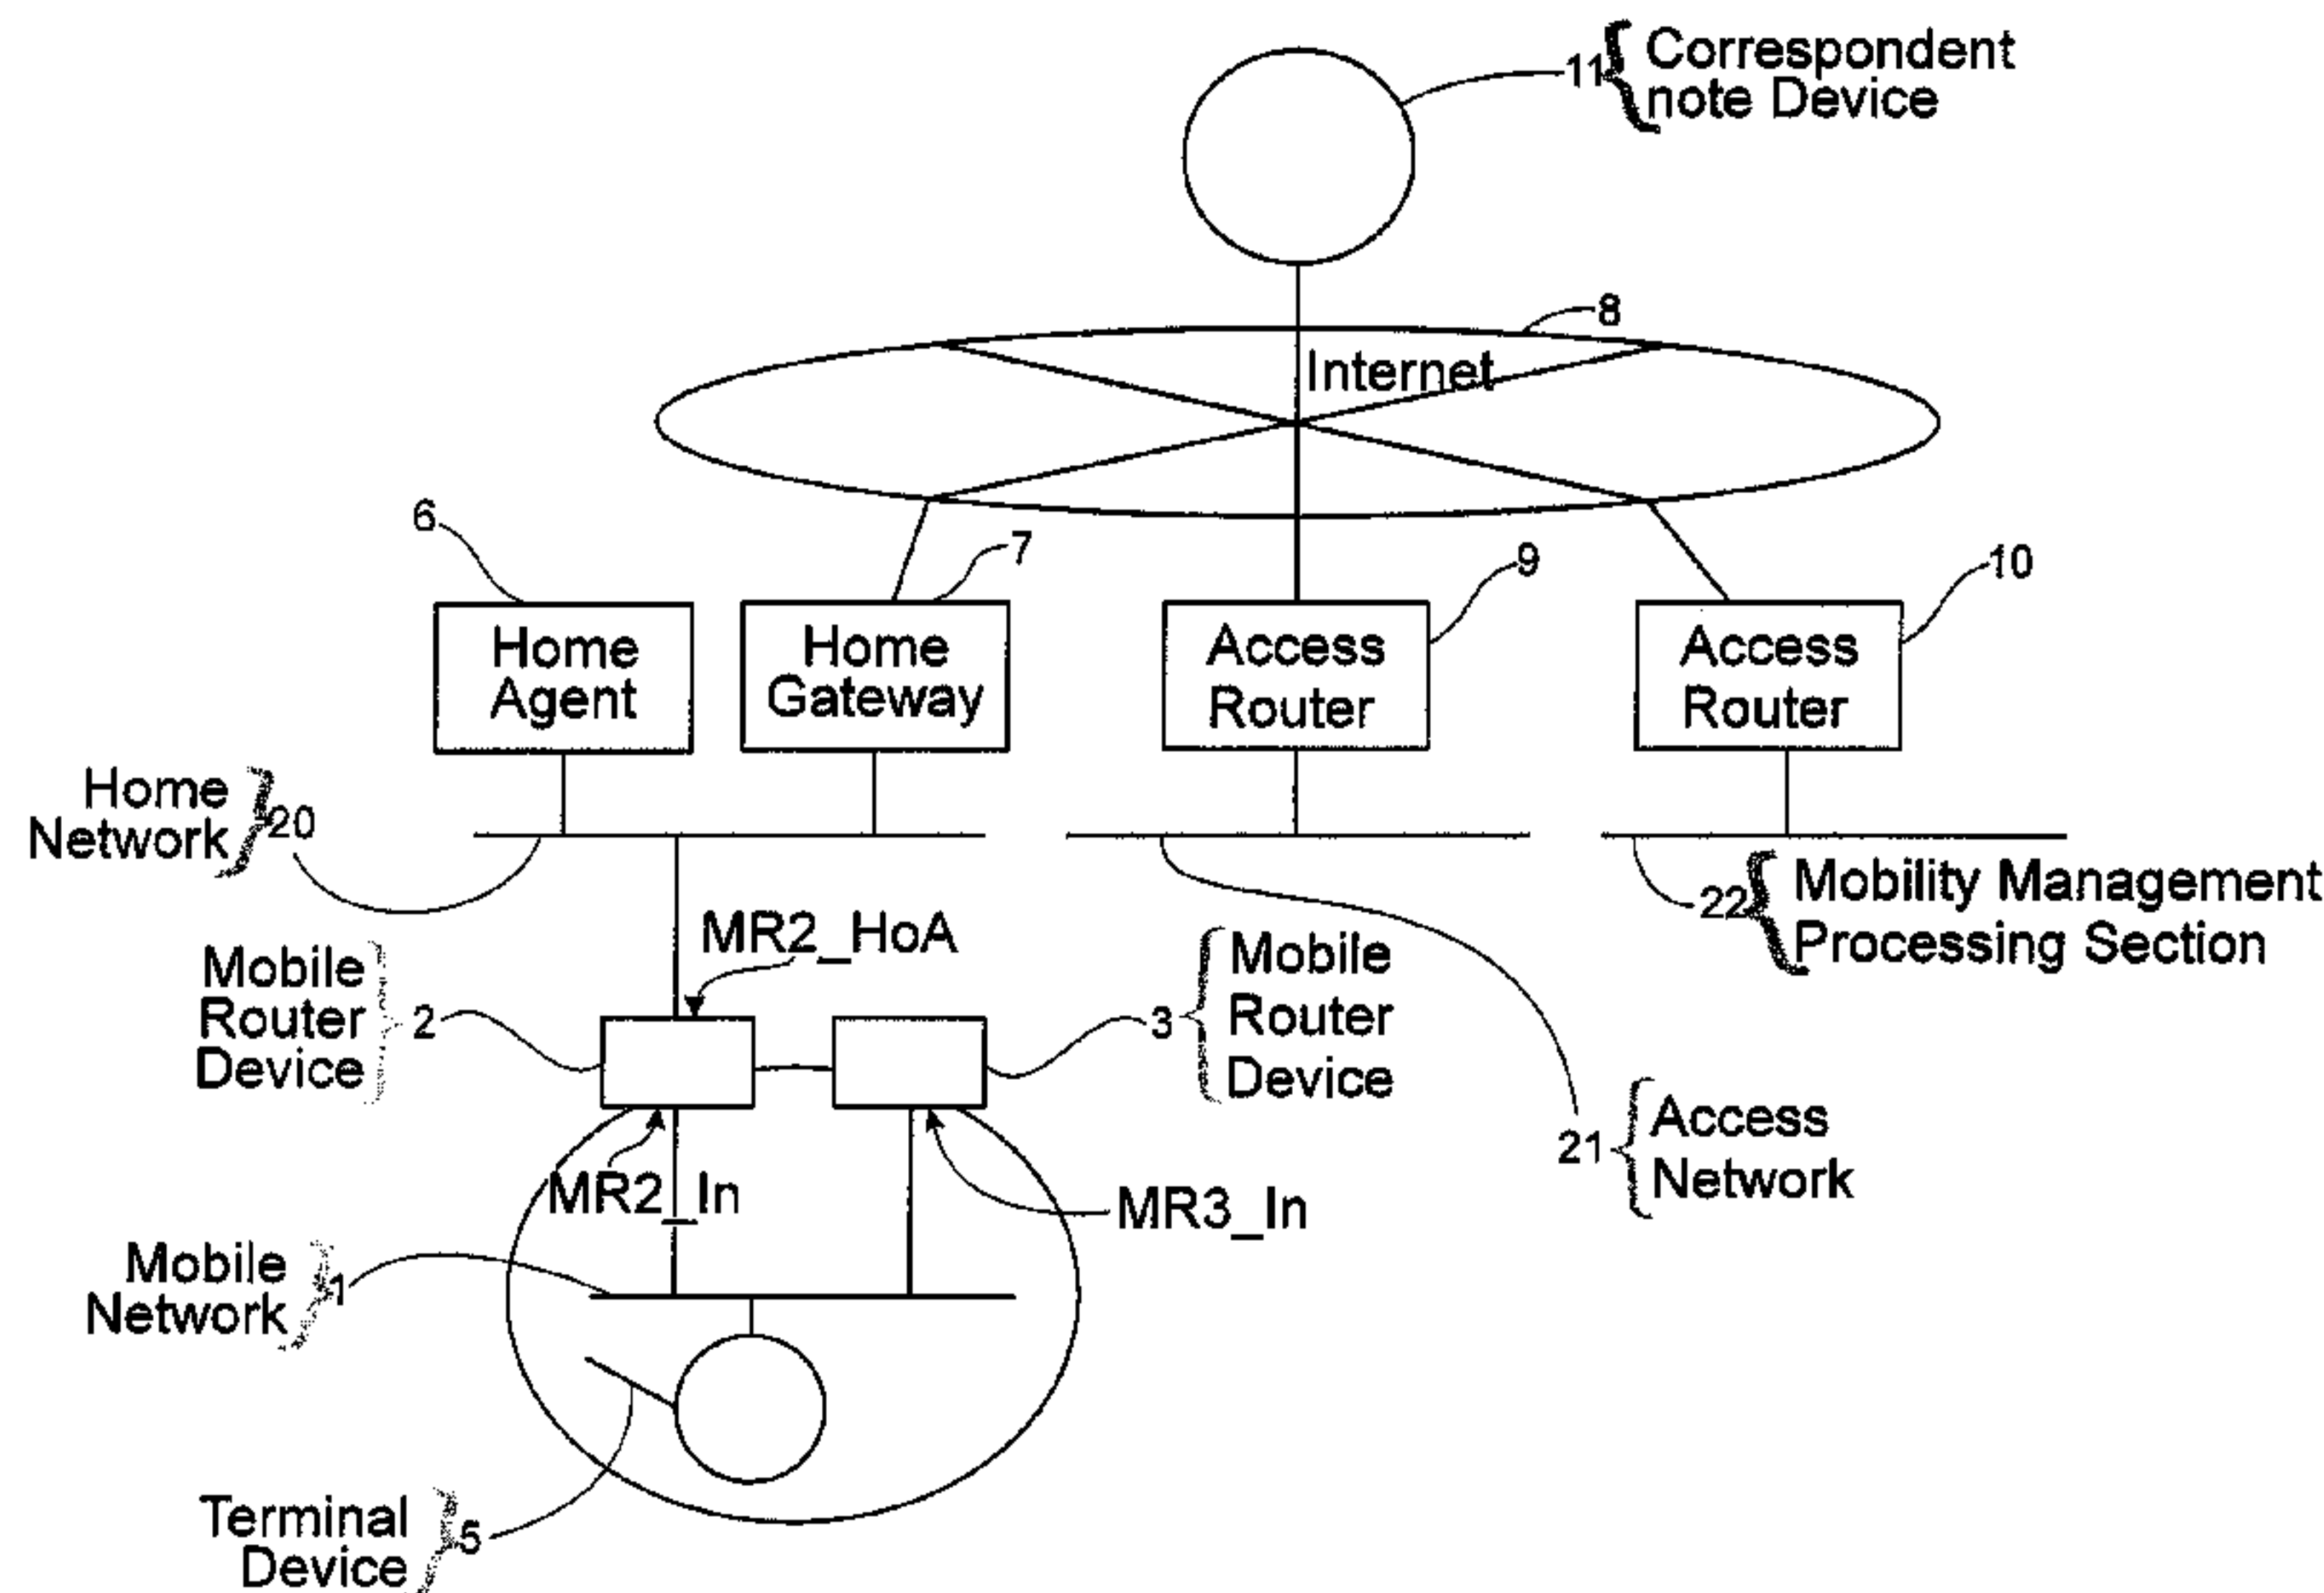 11 Correspondent
note Device
8
Internet
6
7
9
10
Home
Agent
Home
Gateway
Access
Router
Access
Router
Home
Network 20
22 Mobility Management
Processing Section
MR2_HoA
Mobile
Router
Device
2
3
Mobile
Router
Device
21
Access
Network
MR2_In
MR3_In
Mobile
Network
1
Terminal
Device
5